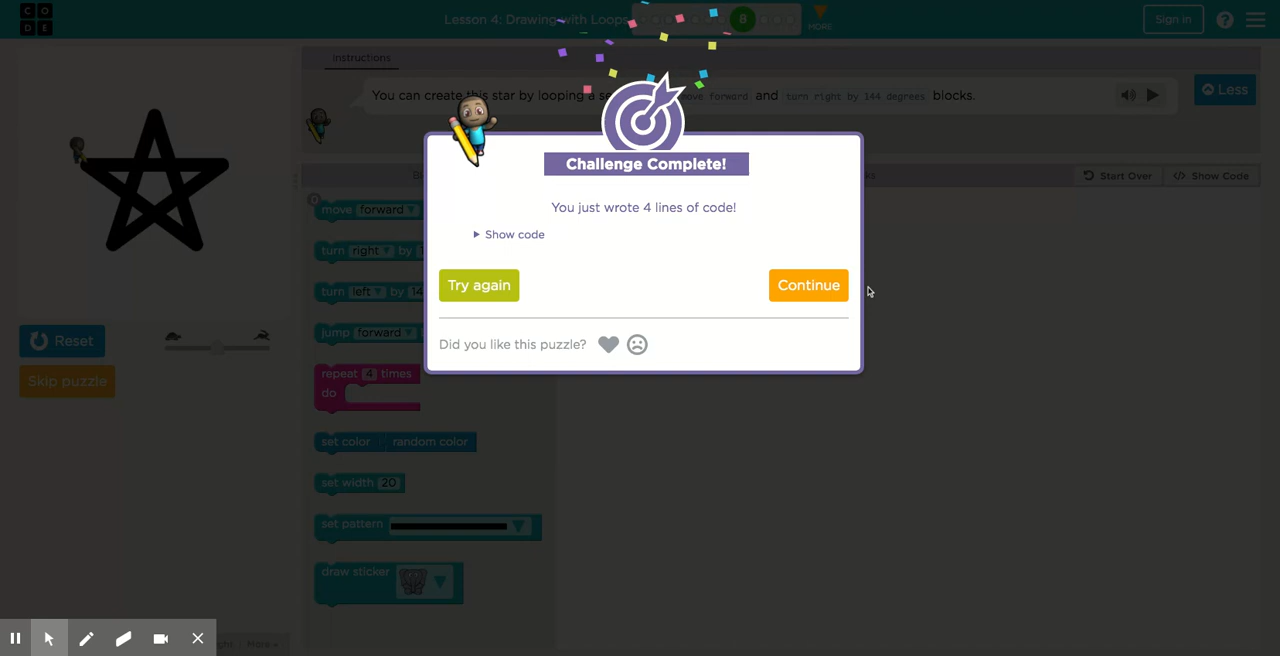 C O
D E
Lesson 4: Drawing with Loops
8
MORE
Sign in
?
Instructions
You can create this star by looping a
move forward and turn right by 144 degrees blocks.
Less
Challenge Complete!
Start Over
Show Code
You just wrote 4 lines of code!
Show code
Try again
Continue
Did you like this puzzle?
move forward
turn right by
turn left by
jump forward
repeat 4 times
do
set color random color
set width 20
set pattern
draw sticker
Reset
Skip puzzle
More